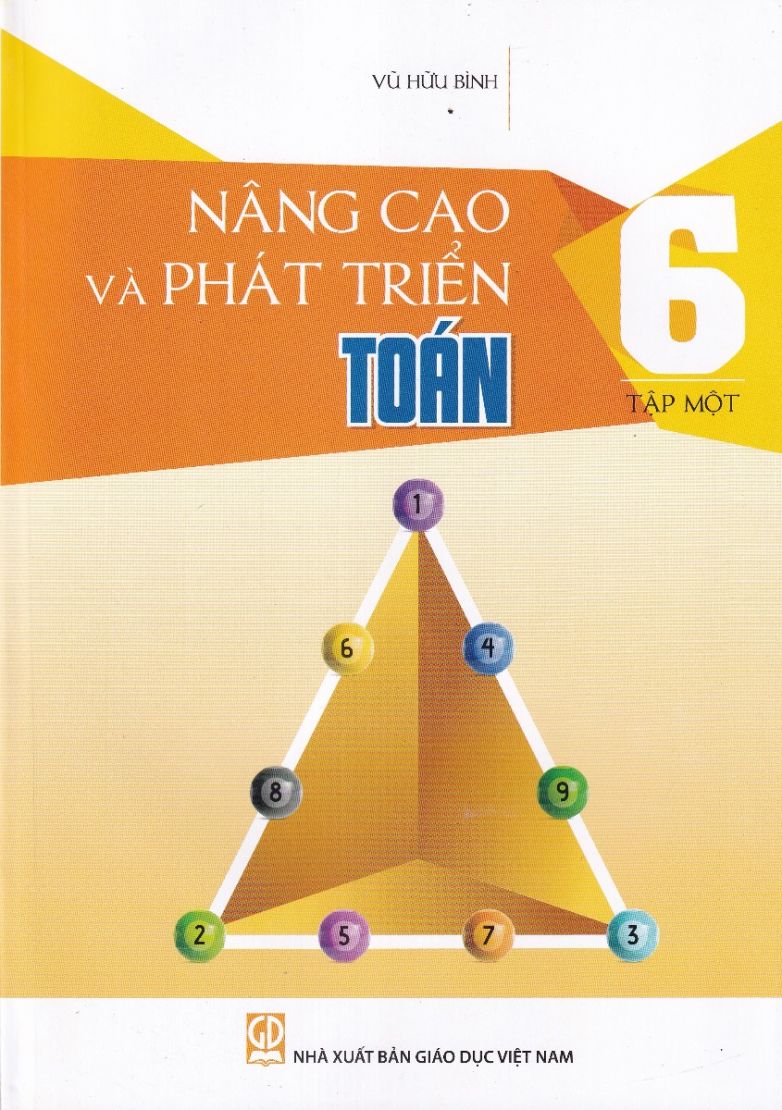 VŨ HỮU BÌNH
NÂNG CAO
VÀ PHÁT TRIỂN
TOÁN
6
TẬP MỘT
1
6
4
8
9
2
5
7
3
GD
NHÀ XUẤT BẢN GIÁO DỤC VIỆT NAM